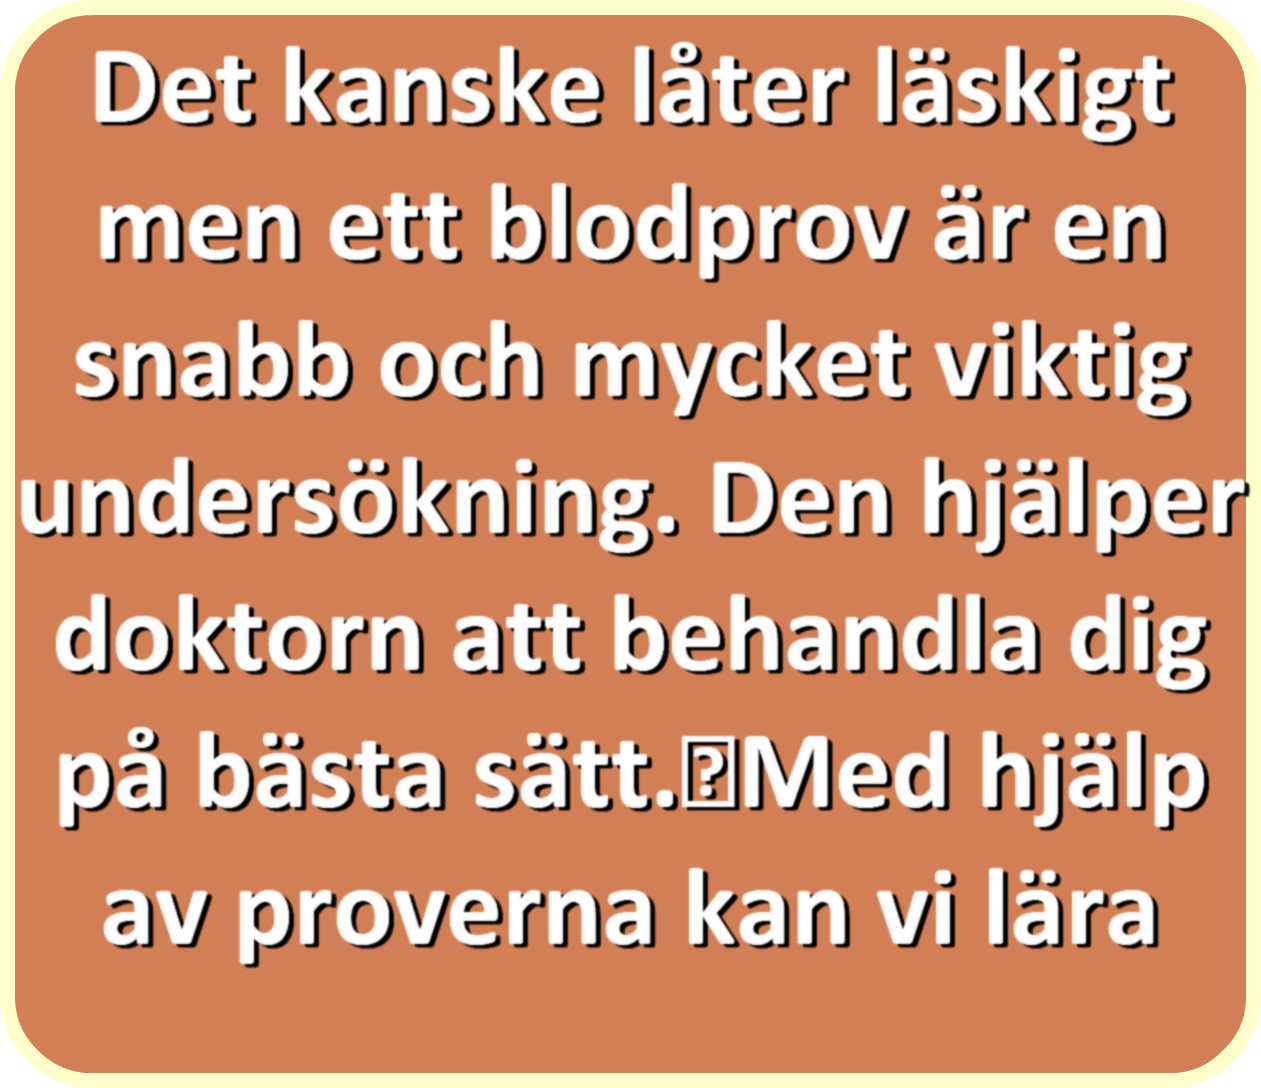 Det kanske låter läskigt
men ett blodprov är en
snabb och mycket viktig
undersökning. Den hjälper
doktorn att behandla dig
på bästa sätt.⍰Med hjälp
av proverna kan vi lära